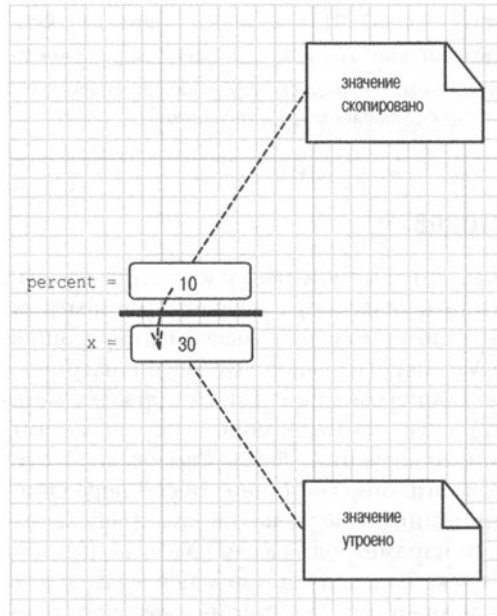 значение
скопировано
percent = 10
x = 30
значение
утроено